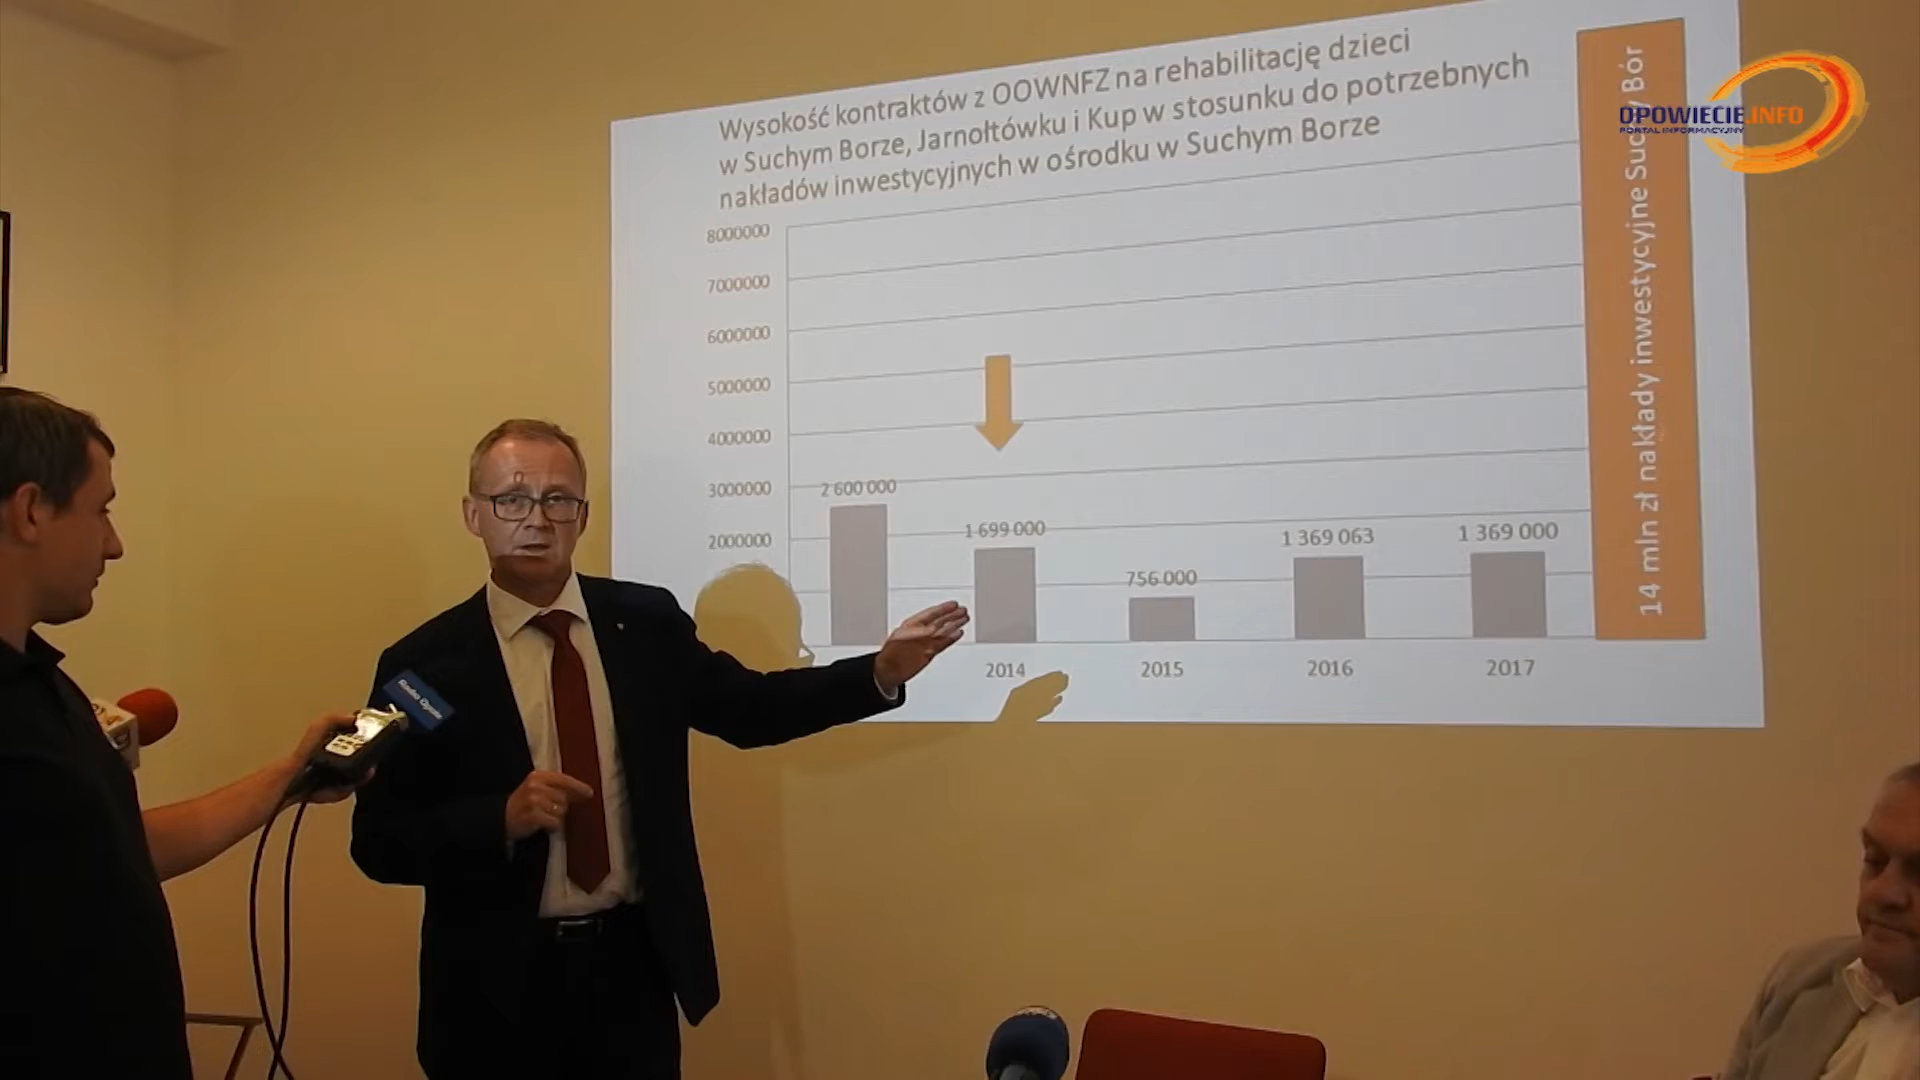 Wysokość kontraktów z OOWNFZ na rehabilitację dzieci
w Suchym Borze, Jarnołtówku i Kup w stosunku do potrzebnych
nakładów inwestycyjnych w ośrodku w Suchym Borze
8000000
7000000
6000000
5000000
4000000
3000000
2000000
2 600 000
1 699 000
756 000
1 369 063
1 369 000
2014
2015
2016
2017
14 mln zł nakłady inwestycyjne Suchy Bór
OPOWIECIE.INFO
PORTAL INFORMACYJNY
Radio Opole